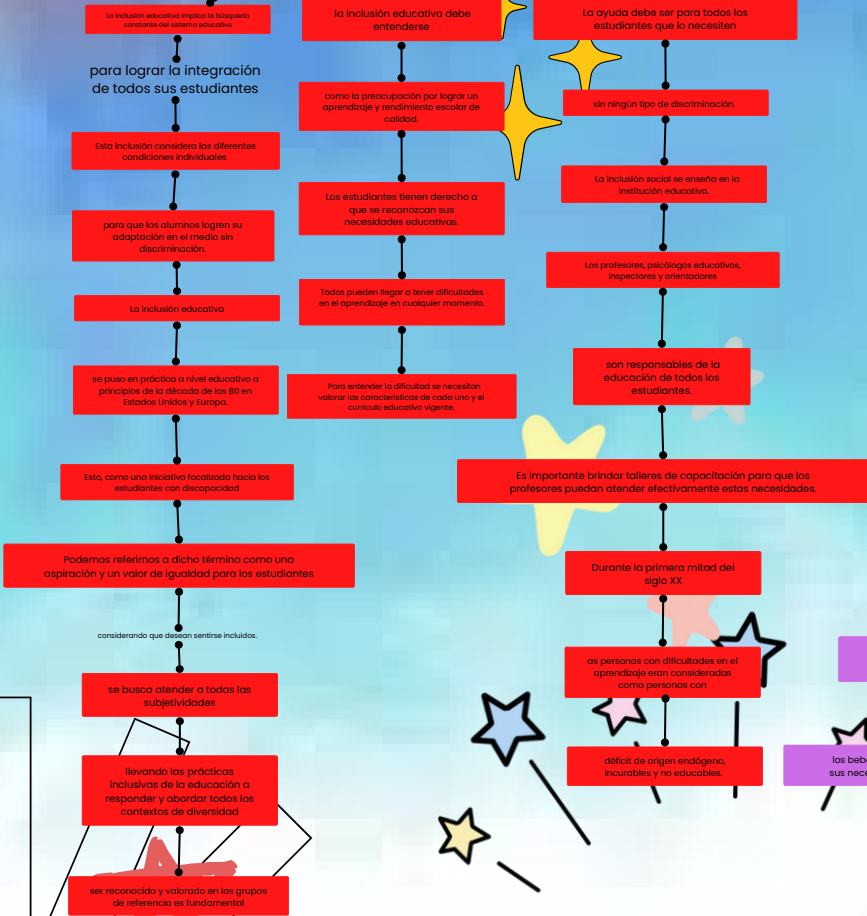 La inclusión educativa implica la búsqueda
constante del sistema educativo
para lograr la integración
de todos sus estudiantes
Esta inclusión considera las diferentes
condiciones individuales
para que los alumnos logren su
adaptación en el medio sin
discriminación.
La inclusión educativa
se puso en práctica a nivel educativo a
principios de la década de los 80 en
Estados Unidos y Europa.
Esto, como una iniciativa focalizada hacia los
estudiantes con discapacidad
Podemos referirnos a dicho término como una
aspiración y un valor de igualdad para los estudiantes
considerando que desean sentirse incluidos.
se busca atender a todas las
subjetividades
llevando las prácticas
inclusivas de la educación a
responder y abordar todos los
contextos de diversidad
ser reconocido y valorado en los grupos
de referencia es fundamental
la inclusión educativa debe
entenderse
como la preocupación por lograr un
aprendizaje y rendimiento escolar de
calidad.
Los estudiantes tienen derecho a
que se reconozcan sus
necesidades educativas.
Todos pueden llegar a tener dificultades
en el aprendizaje en cualquier momento.
Para entender la dificultad se necesitan
valorar las características de cada uno y el
currículo educativo vigente.
La ayuda debe ser para todos los
estudiantes que lo necesiten
sin ningún tipo de discriminación.
La inclusión social se enseña en la
institución educativa.
Los profesores, psicólogos educativos,
inspectores y orientadores
son responsables de la
educación de todos los
estudiantes.
Es importante brindar talleres de capacitación para que los
profesores puedan atender efectivamente estas necesidades.
Durante la primera mitad del
siglo XX
as personas con dificultades en el
aprendizaje eran consideradas
como personas con
déficit de origen endógeno,
incurables y no educables.
los beb
sus nece